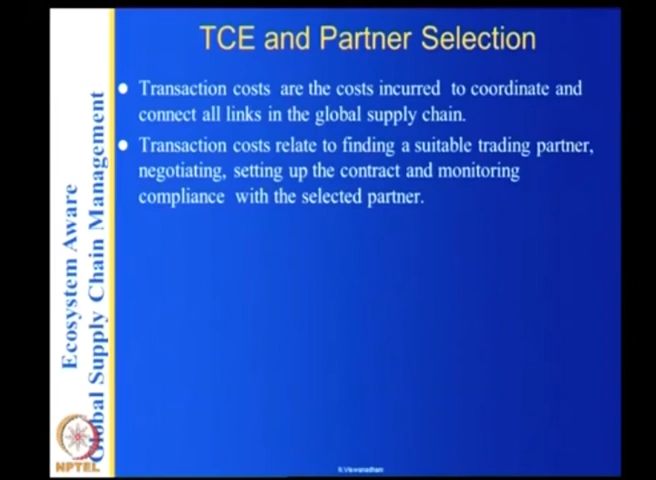 TCE and Partner Selection
Transaction costs are the costs incurred to coordinate and
connect all links in the global supply chain.
Transaction costs relate to finding a suitable trading partner,
negotiating, setting up the contract and monitoring
compliance with the selected partner.
Ecosystem Aware
Global Supply Chain Management
NPTEL
N.Viswanadham